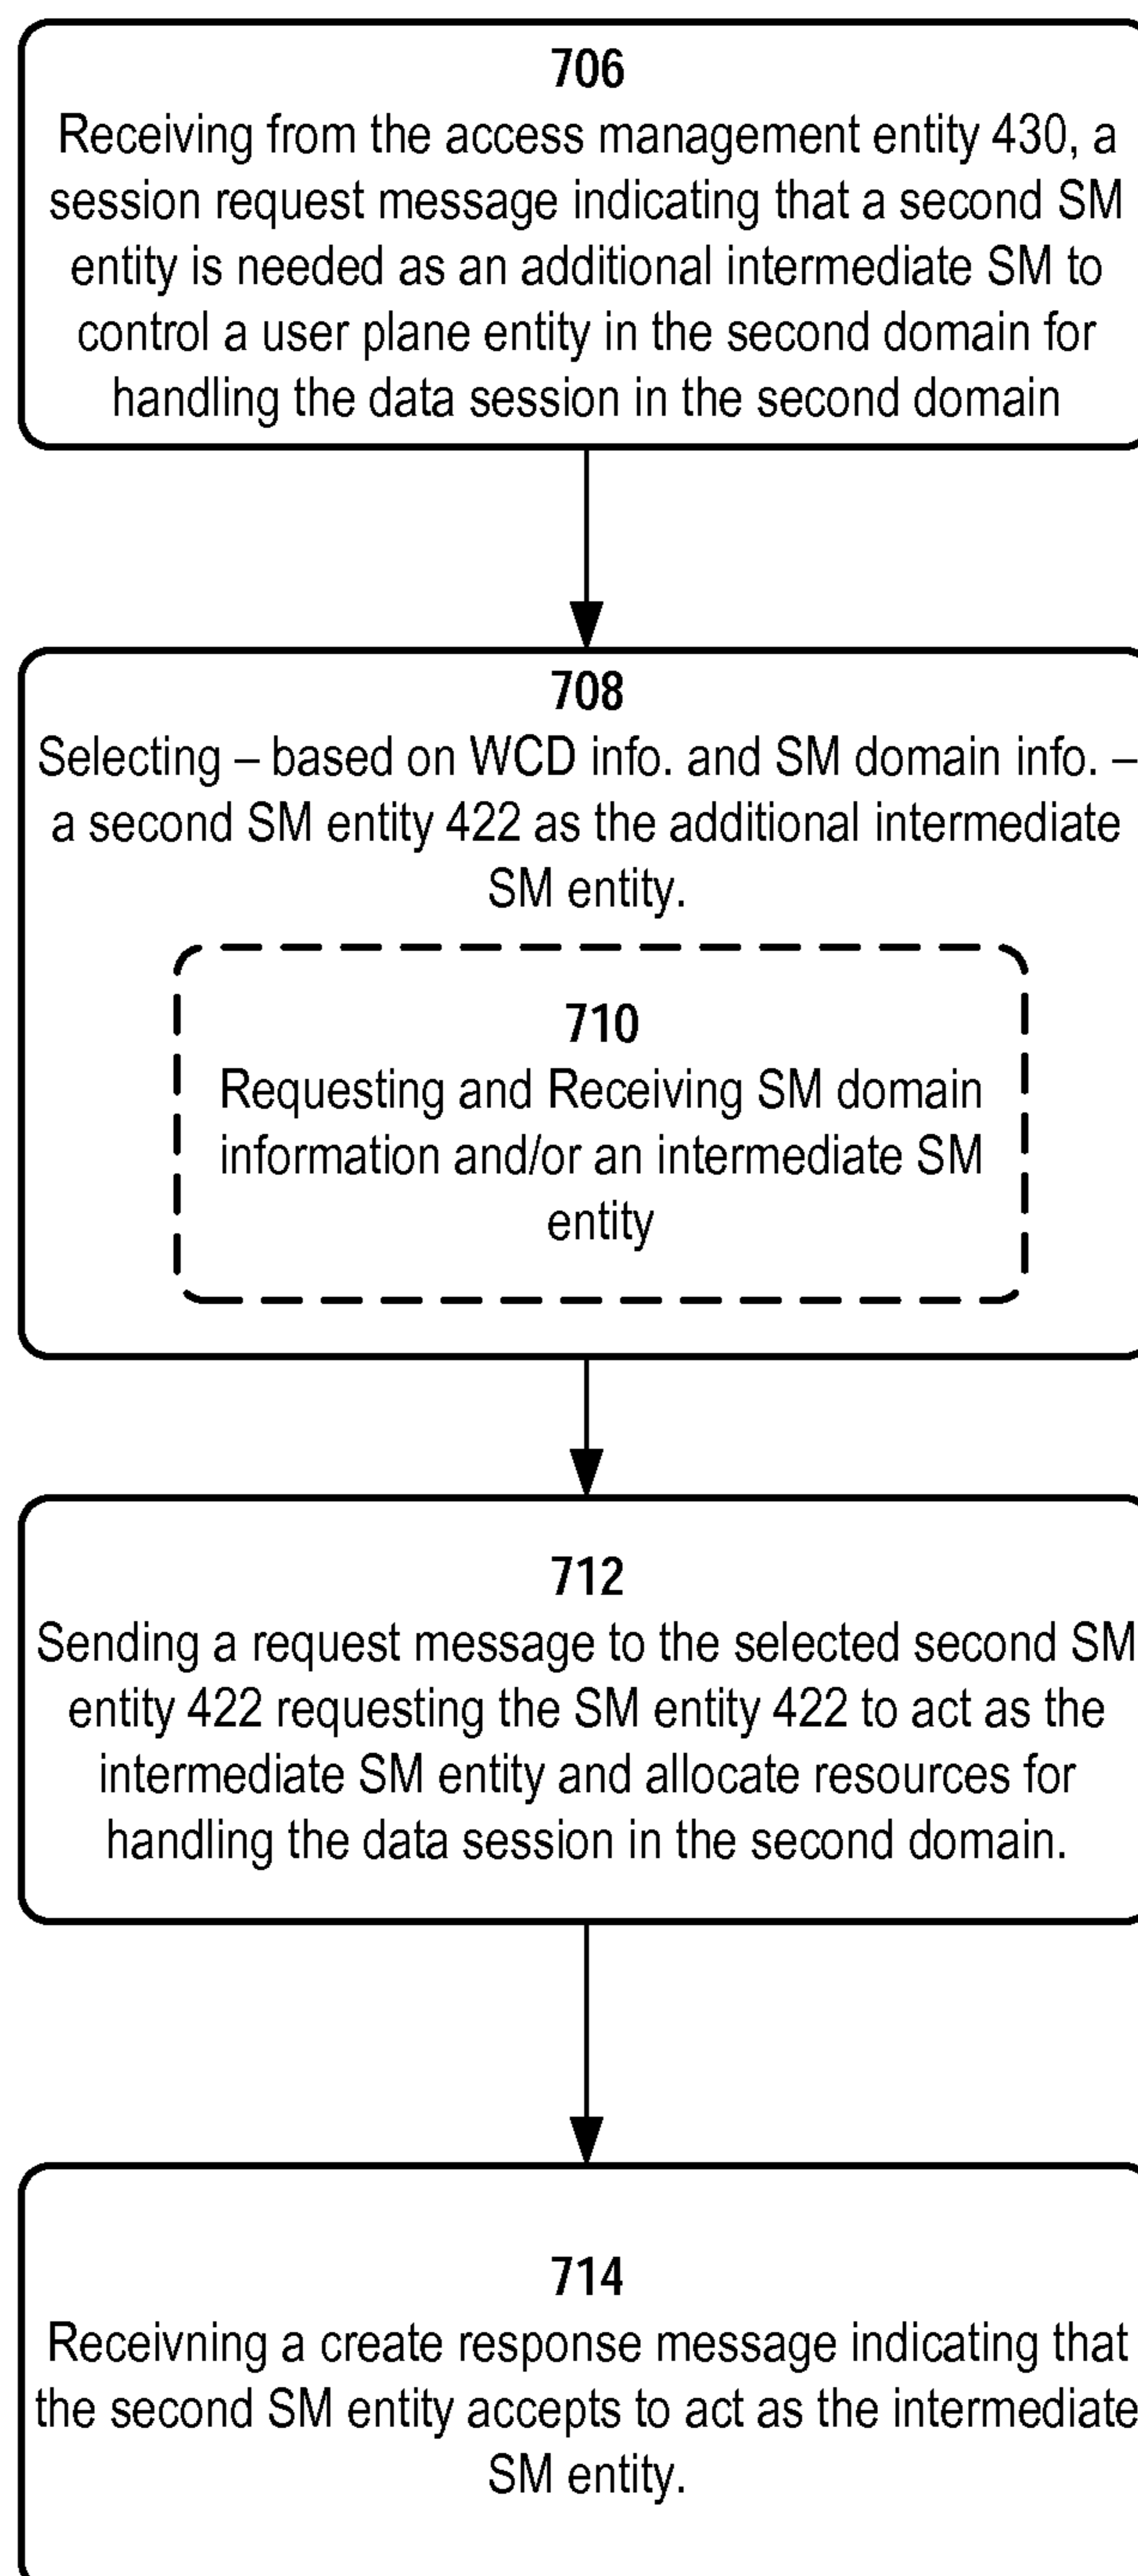 706
Receiving from the access management entity 430, a
session request message indicating that a second SM
entity is needed as an additional intermediate SM to
control a user plane entity in the second domain for
handling the data session in the second domain
708
Selecting – based on WCD info. and SM domain info. –
a second SM entity 422 as the additional intermediate
SM entity.
710
Requesting and Receiving SM domain
information and/or an intermediate SM
entity
712
Sending a request message to the selected second SM
entity 422 requesting the SM entity 422 to act as the
intermediate SM entity and allocate resources for
handling the data session in the second domain.
714
Receivning a create response message indicating that
the second SM entity accepts to act as the intermediate
SM entity.